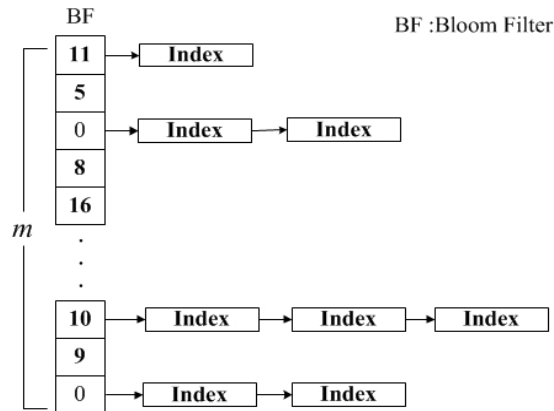 BF
BF :Bloom Filter
11 Index
5
0 Index Index
8
16
m
.
.
.
10 Index Index Index
9
0 Index Index